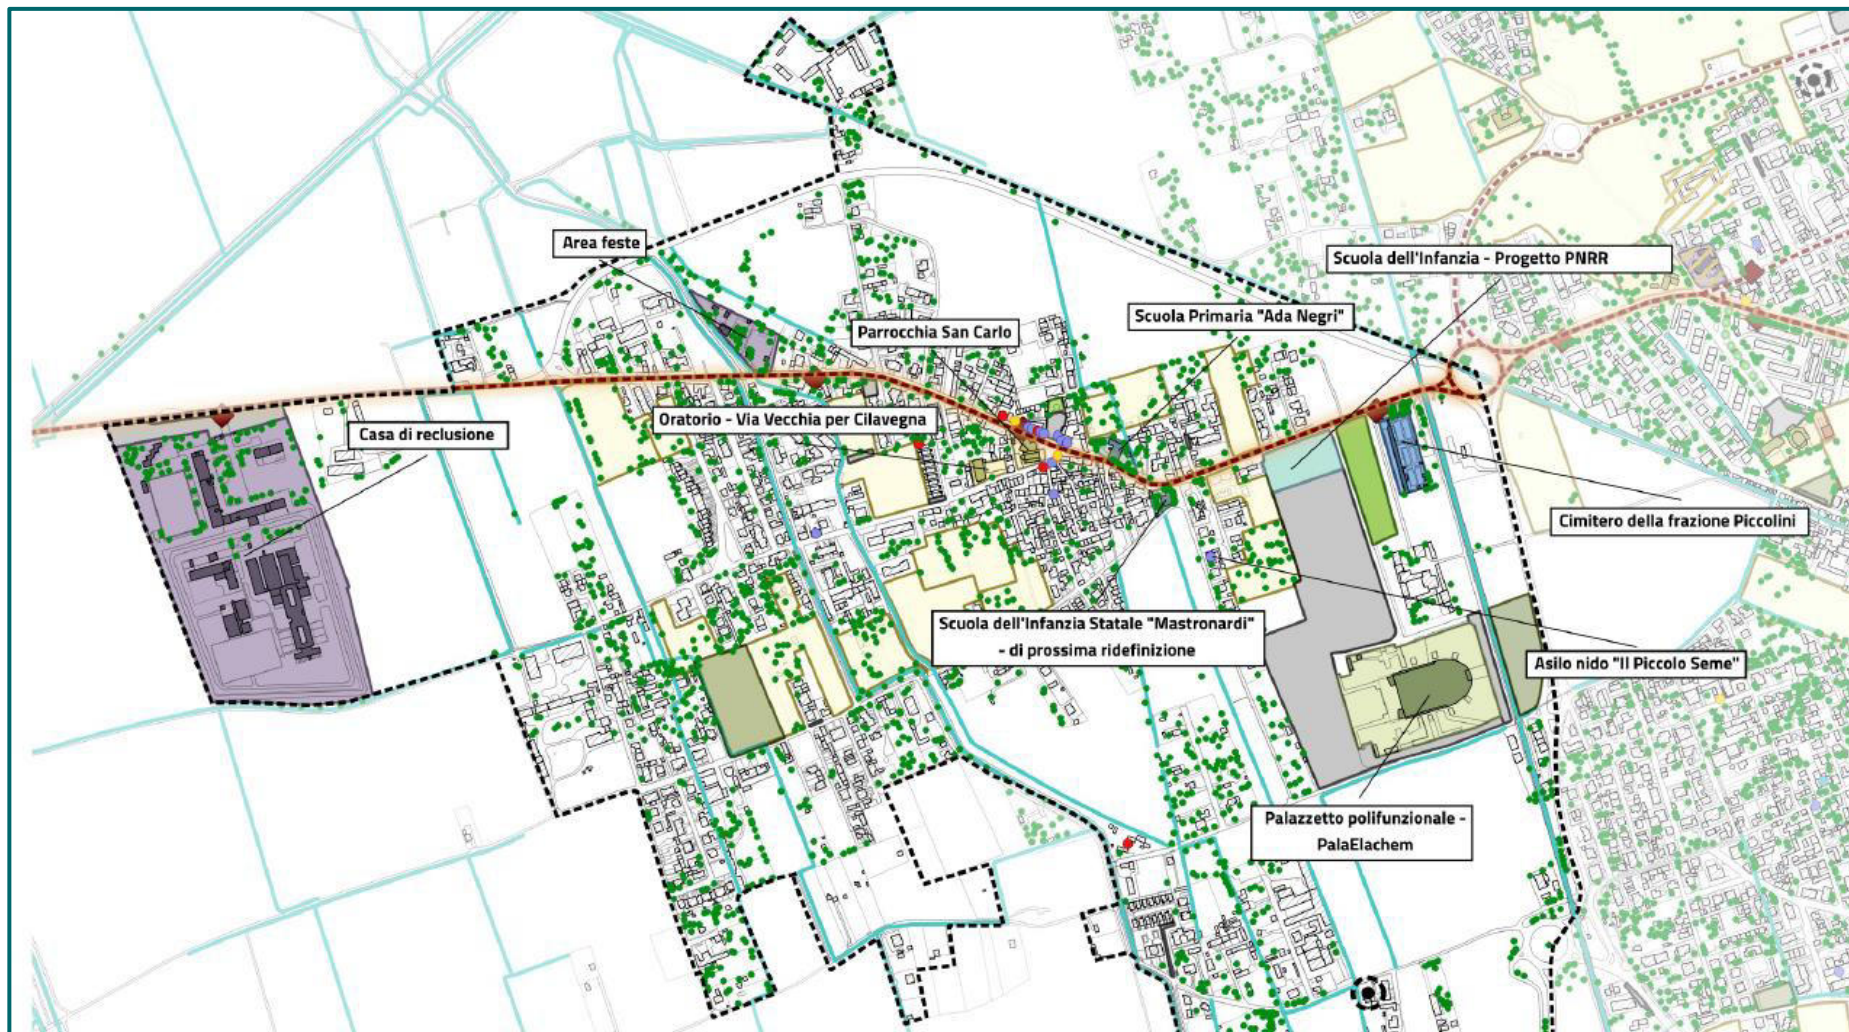 Area feste
Scuola dell'Infanzia - Progetto PNRR
Parrocchia San Carlo
Scuola Primaria "Ada Negri"
Oratorio - Via Vecchia per Cilavegna
Casa di reclusione
Cimitero della frazione Piccolini
Scuola dell'Infanzia Statale "Mastronardi"
- di prossima ridefinizione
Asilo nido "Il Piccolo Seme"
Palazzetto polifunzionale -
PalaElachem